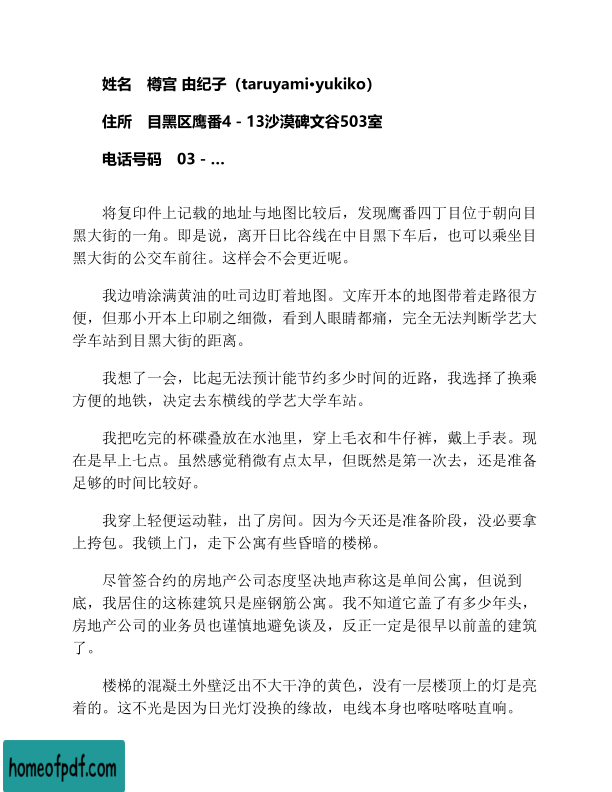 姓名　樽宫 由纪子（taruyami•yukiko）
住所　目黑区鹰番4－13沙漠碑文谷503室
电话号码　03－…
将复印件上记载的地址与地图比较后，发现鹰番四丁目位于朝向目
黑大街的一角。即是说，离开日比谷线在中目黑下车后，也可以乘坐目
黑大街的公交车前往。这样会不会更近呢。
我边啃涂满黄油的吐司边盯着地图。文库开本的地图带着走路很方
便，但那小开本上印刷之细微，看到人眼睛都痛，完全无法判断学艺大
学车站到目黑大街的距离。
我想了一会，比起无法预计能节约多少时间的近路，我选择了换乘
方便的地铁，决定去东横线的学艺大学车站。
我把吃完的杯碟叠放在水池里，穿上毛衣和牛仔裤，戴上手表。现
在是早上七点。虽然感觉稍微有点太早，但既然是第一次去，还是准备
足够的时间比较好。
我穿上轻便运动鞋，出了房间。因为今天还是准备阶段，没必要拿
上挎包。我锁上门，走下公寓有些昏暗的楼梯。
尽管签合约的房地产公司态度坚决地声称这是单间公寓，但说到
底，我居住的这栋建筑只是座钢筋公寓。我不知道它盖了有多少年头，
房地产公司的业务员也谨慎地避免谈及，反正一定是很早以前盖的建筑
了。
楼梯的混凝土外壁泛出不大干净的黄色，没有一层楼顶上的灯是亮
着的。这不光是因为日光灯没换的缘故，电线本身也喀哒喀哒直响。
homeofpdf.com